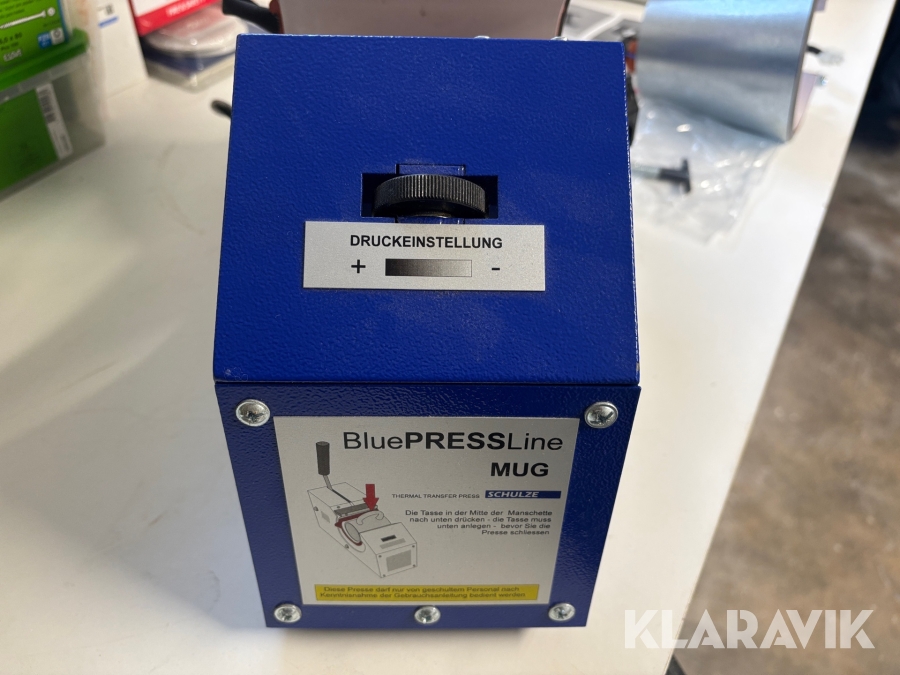 DRUCKEINSTELLUNG
+ -
BluePRESSLine
MUG
THERMAL TRANSFER PRESS SCHULZE
Die Tasse in der Mitte der Manschette
nach unten drücken - die Tasse muss
unten anlegen - bevor Sie die
Presse schliessen
Diese Presse darf nur von geschultem Personal nach
Kenntnisnahme der Gebrauchsanleitung bedient werden
KLARAVIK